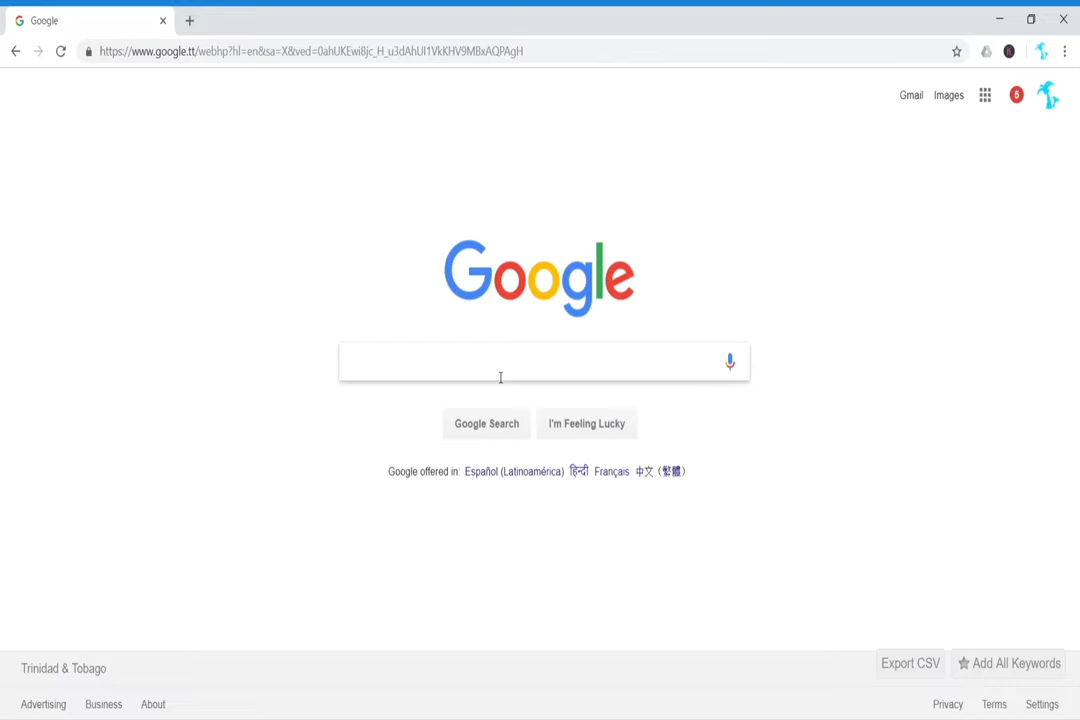 Google
https://www.google.tt/webhp?hl=en&sa=X&ved=0ahUKEwi8jc_H_u3dAhUI1VkKHV9MBxAQPAgH
Gmail Images 5
Google
Google Search I'm Feeling Lucky
Google offered in: Español (Latinoamérica) हिन्दी Français 中文（繁體）
Trinidad & Tobago
Export CSV Add All Keywords
Advertising Business About Privacy Terms Settings